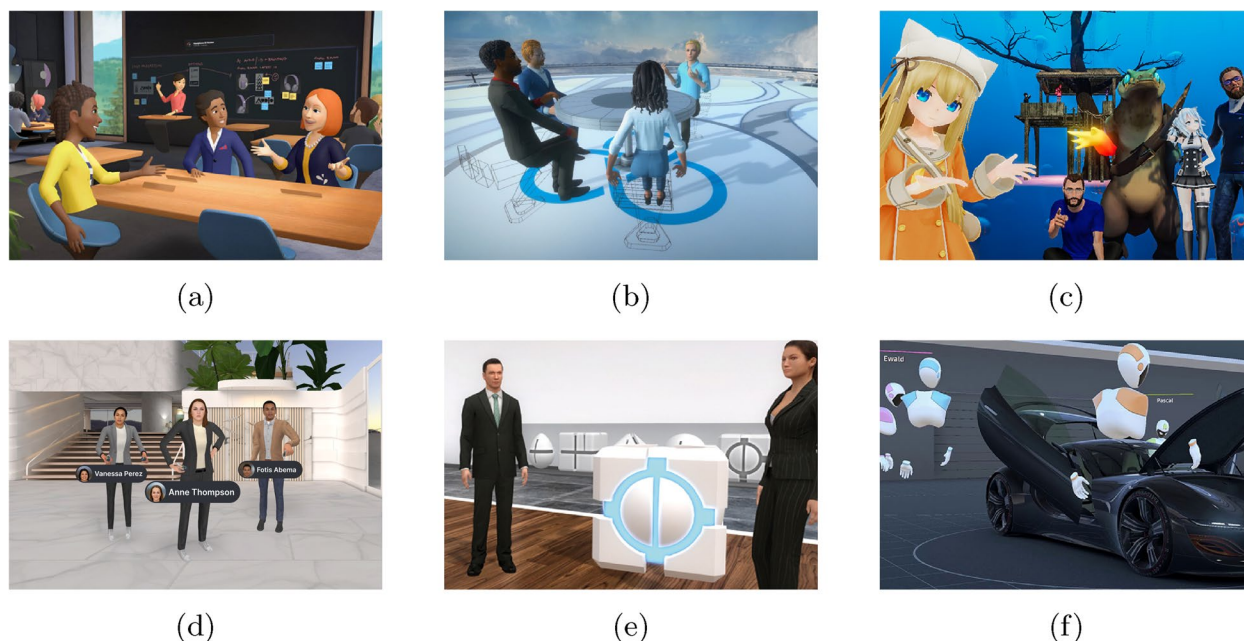 (a)
(b)
(c)
Vanessa Perez
Fotis Abema
Anne Thompson
Ewald
Pascal
(d)
(e)
(f)